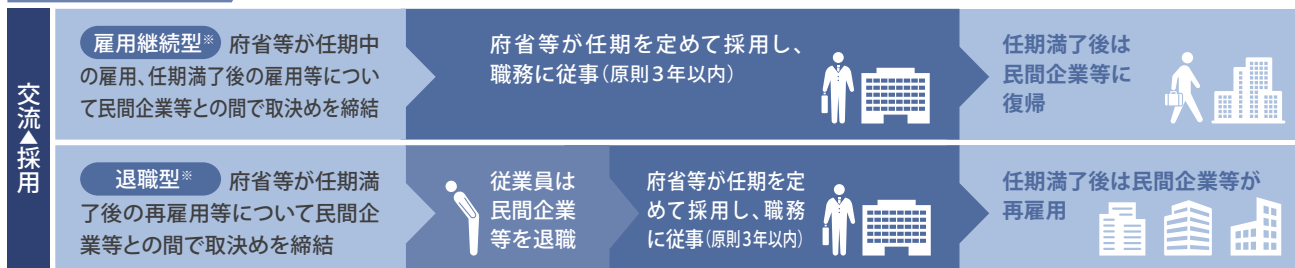 交流▲採用
雇用継続型※ 府省等が任期中
の雇用、任期満了後の雇用等につい
て民間企業等との間で取決めを締結
府省等が任期を定めて採用し、
職務に従事(原則3年以内)
任期満了後は
民間企業等に
復帰
退職型※ 府省等が任期満
了後の再雇用等について民間企
業等との間で取決めを締結
従業員は
民間企業
等を退職
府省等が任期を定
めて採用し、職務
に従事(原則3年以内)
任期満了後は民間企業等が
再雇用